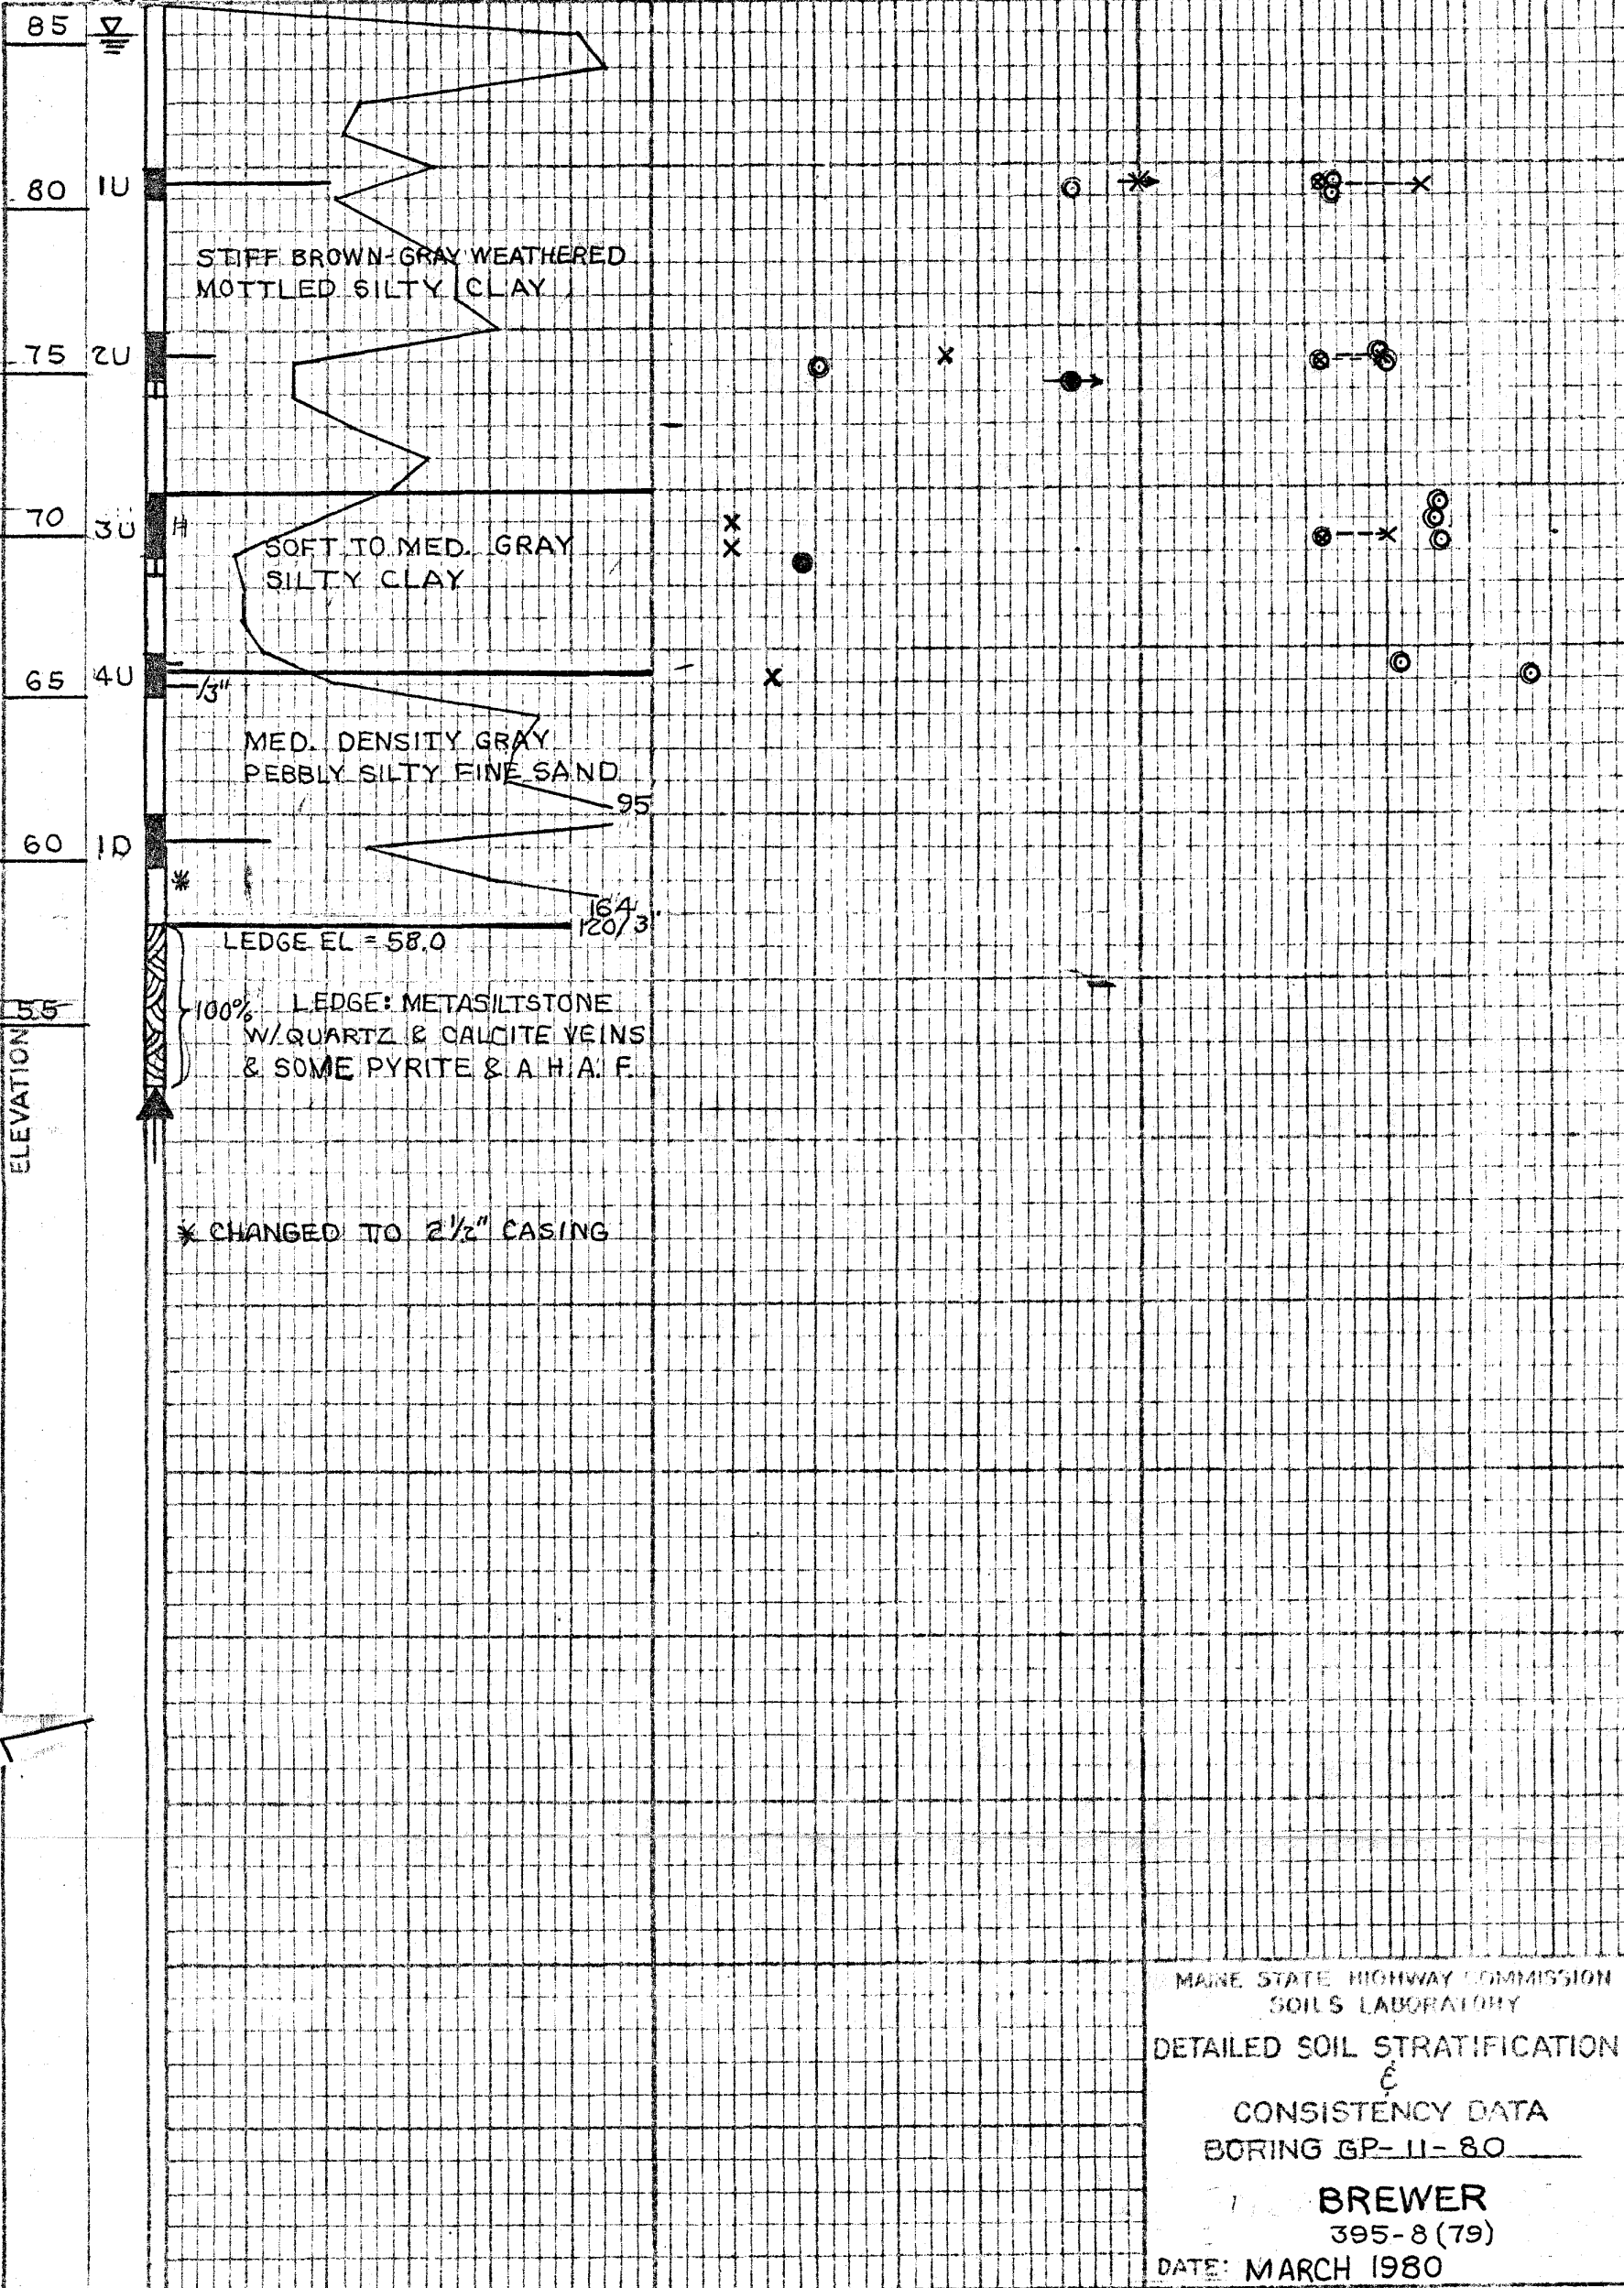 85
80 1U
STIFF BROWN-GRAY WEATHERED
MOTTLED SILTY CLAY
75 2U
70 3U H
SOFT TO MED. GRAY
SILTY CLAY
65 4U
/3"
MED. DENSITY GRAY
PEBBLY SILTY FINE SAND
95
60 1D
*
164
120/3"
LEDGE EL = 58.0
55
100% LEDGE: METASILTSTONE
W/QUARTZ & CALCITE VEINS
& SOME PYRITE & A H.A. F.
ELEVATION
* CHANGED TO 2 1/2" CASING
MAINE STATE HIGHWAY COMMISSION
SOILS LABORATORY
DETAILED SOIL STRATIFICATION
&
CONSISTENCY DATA
BORING GP-11-80
BREWER
395-8(79)
DATE: MARCH 1980